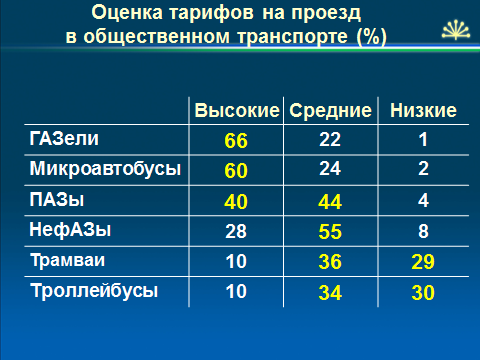 Оценка тарифов на проезд
в общественном транспорте (%)
Высокие Средние Низкие
ГАЗели 66 22 1
Микроавтобусы 60 24 2
ПАЗы 40 44 4
НефАЗы 28 55 8
Трамваи 10 36 29
Троллейбусы 10 34 30